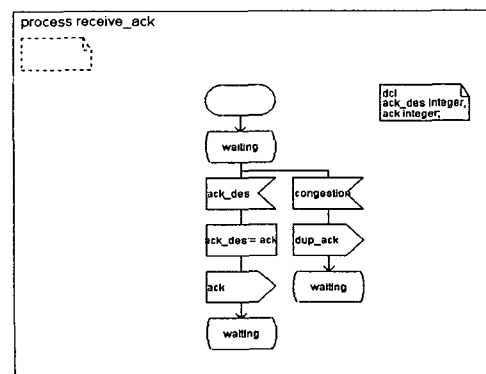 process receive_ack
dcl
ack_des integer,
ack integer;
waiting
ack_des
congestion
ack_des:= ack
dup_ack
ack
waiting
waiting